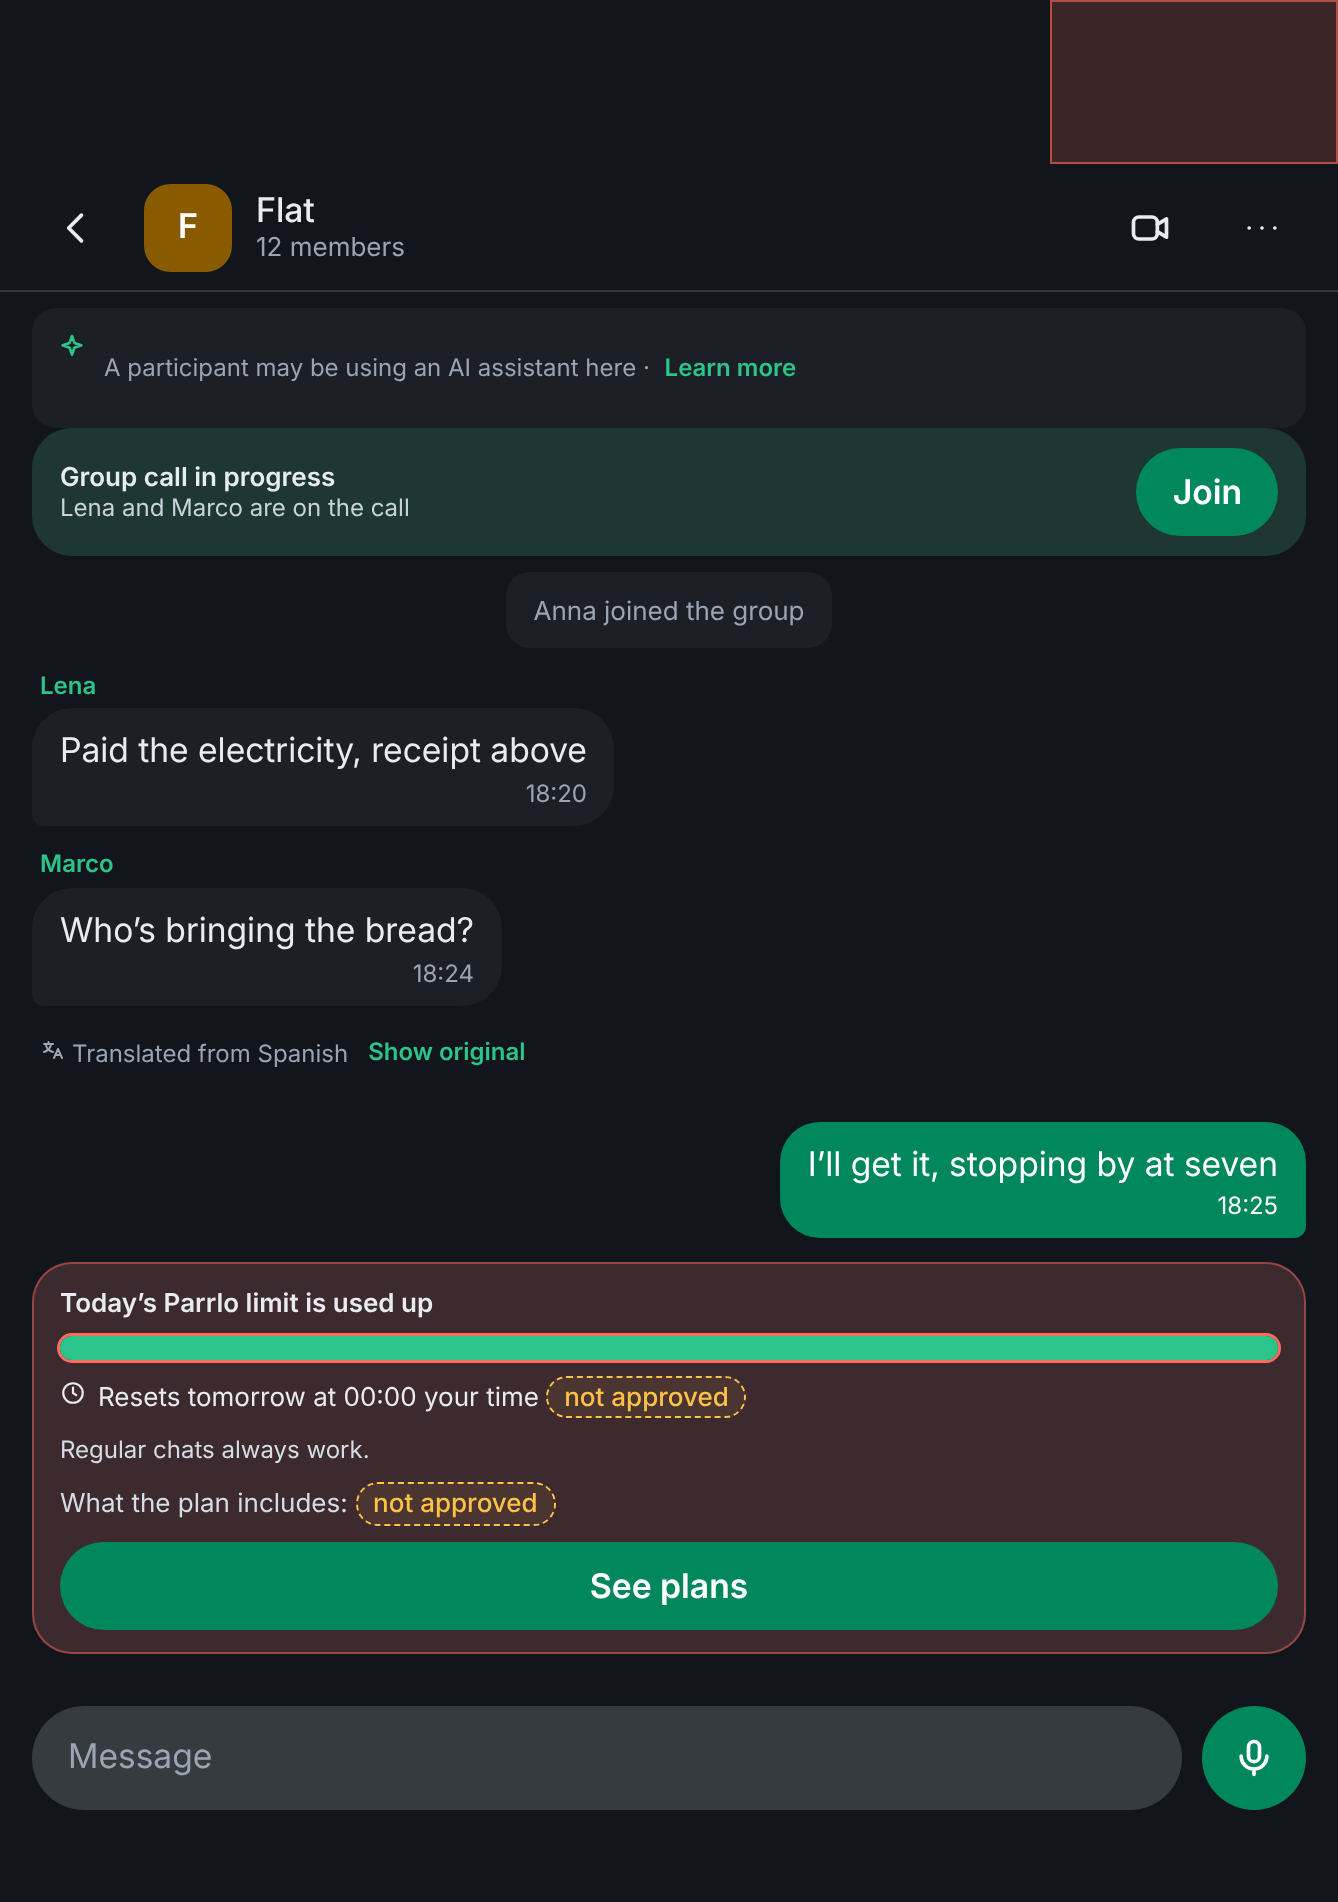 F
Flat
12 members
A participant may be using an AI assistant here · Learn more
Group call in progress
Lena and Marco are on the call
Join
Anna joined the group
Lena
Paid the electricity, receipt above
18:20
Marco
Who’s bringing the bread?
18:24
Translated from Spanish Show original
I’ll get it, stopping by at seven
18:25
Today’s Parrlo limit is used up
Resets tomorrow at 00:00 your time not approved
Regular chats always work.
What the plan includes: not approved
See plans
Message